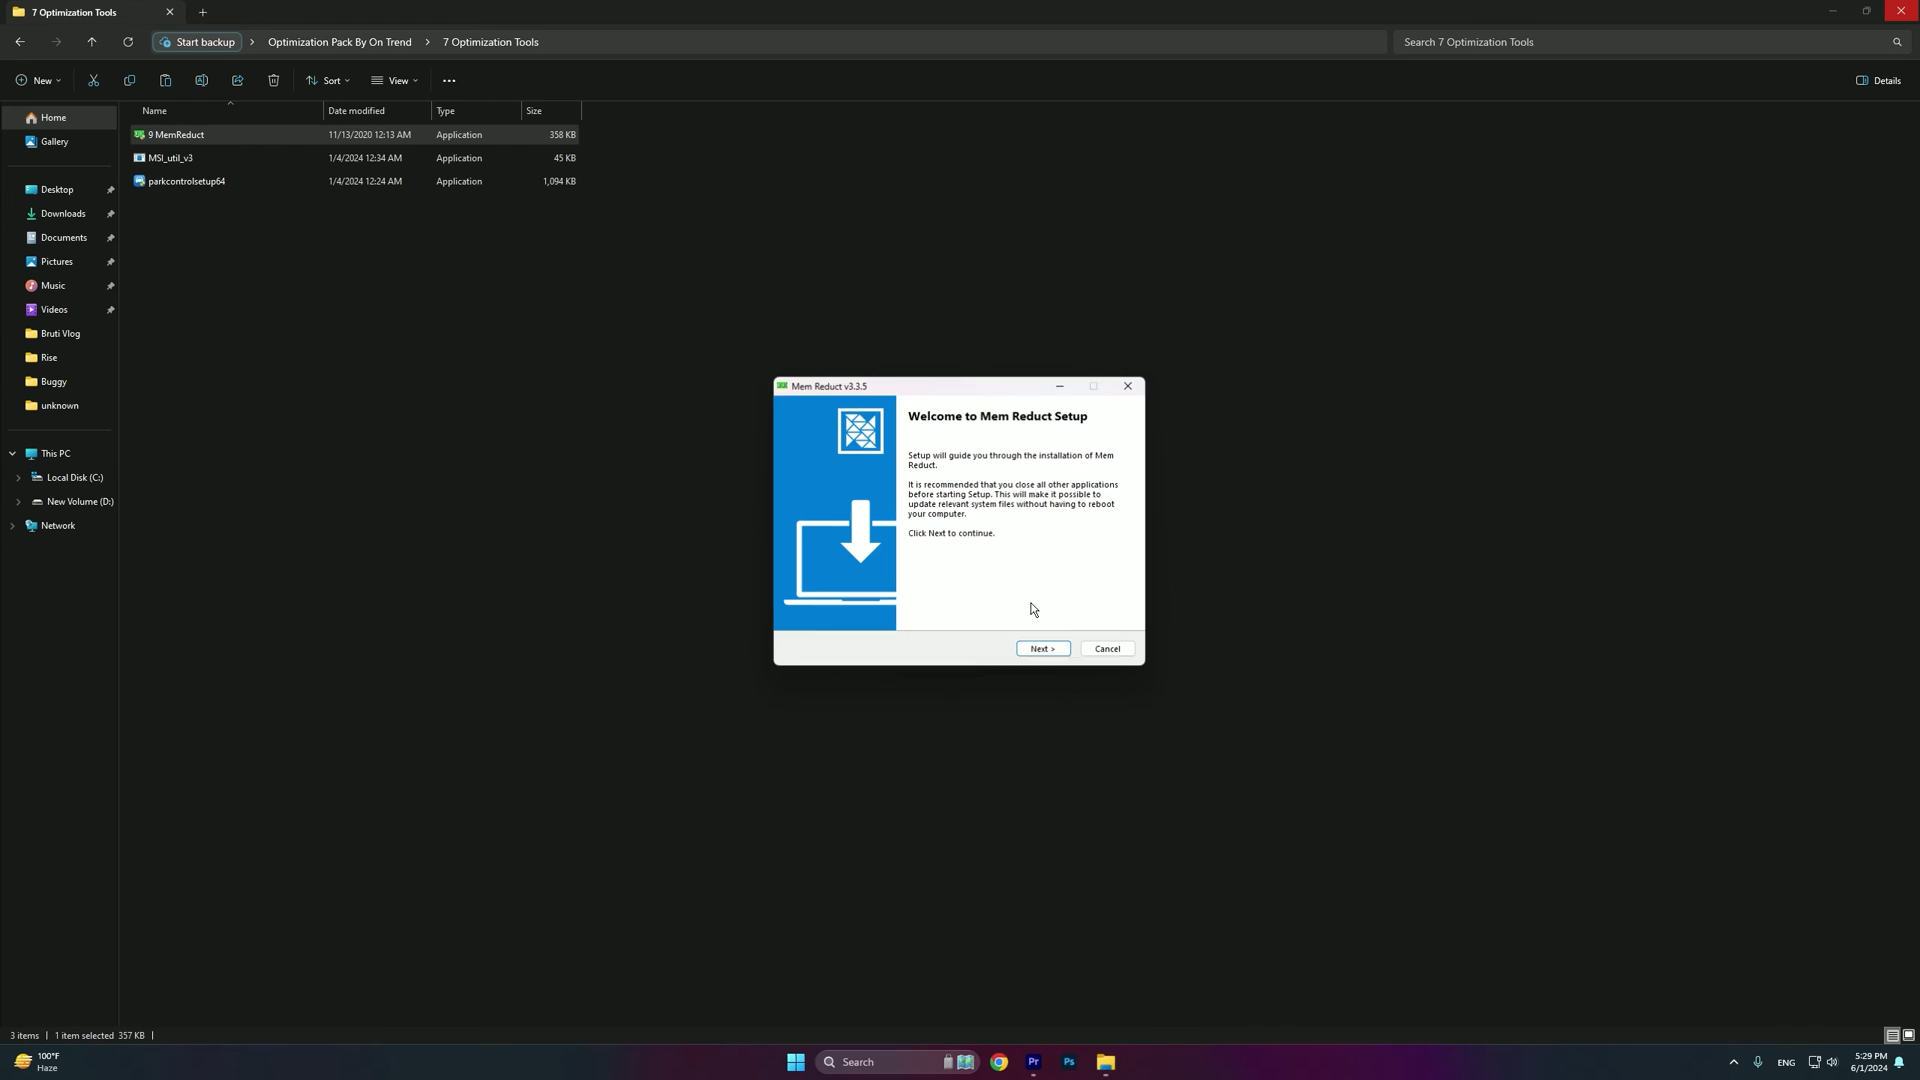 7 Optimization Tools
Start backup > Optimization Pack By On Trend > 7 Optimization Tools
Search 7 Optimization Tools
New
Sort
View
Details
Name Date modified Type Size
9 MemReduct 11/13/2020 12:13 AM Application 358 KB
MSI_util_v3 1/4/2024 12:34 AM Application 45 KB
parkcontrolsetup64 1/4/2024 12:24 AM Application 1,094 KB
Home
Gallery
Desktop
Downloads
Documents
Pictures
Music
Videos
Bruti Vlog
Rise
Buggy
unknown
This PC
Local Disk (C:)
New Volume (D:)
Network
Mem Reduct v3.3.5
Welcome to Mem Reduct Setup
Setup will guide you through the installation of Mem
Reduct.
It is recommended that you close all other applications
before starting Setup. This will make it possible to
update relevant system files without having to reboot
your computer.
Click Next to continue.
Next >
Cancel
3 items
1 item selected 357 KB
100°F
Haze
Search
Pr
Ps
ENG
5:29 PM
6/1/2024